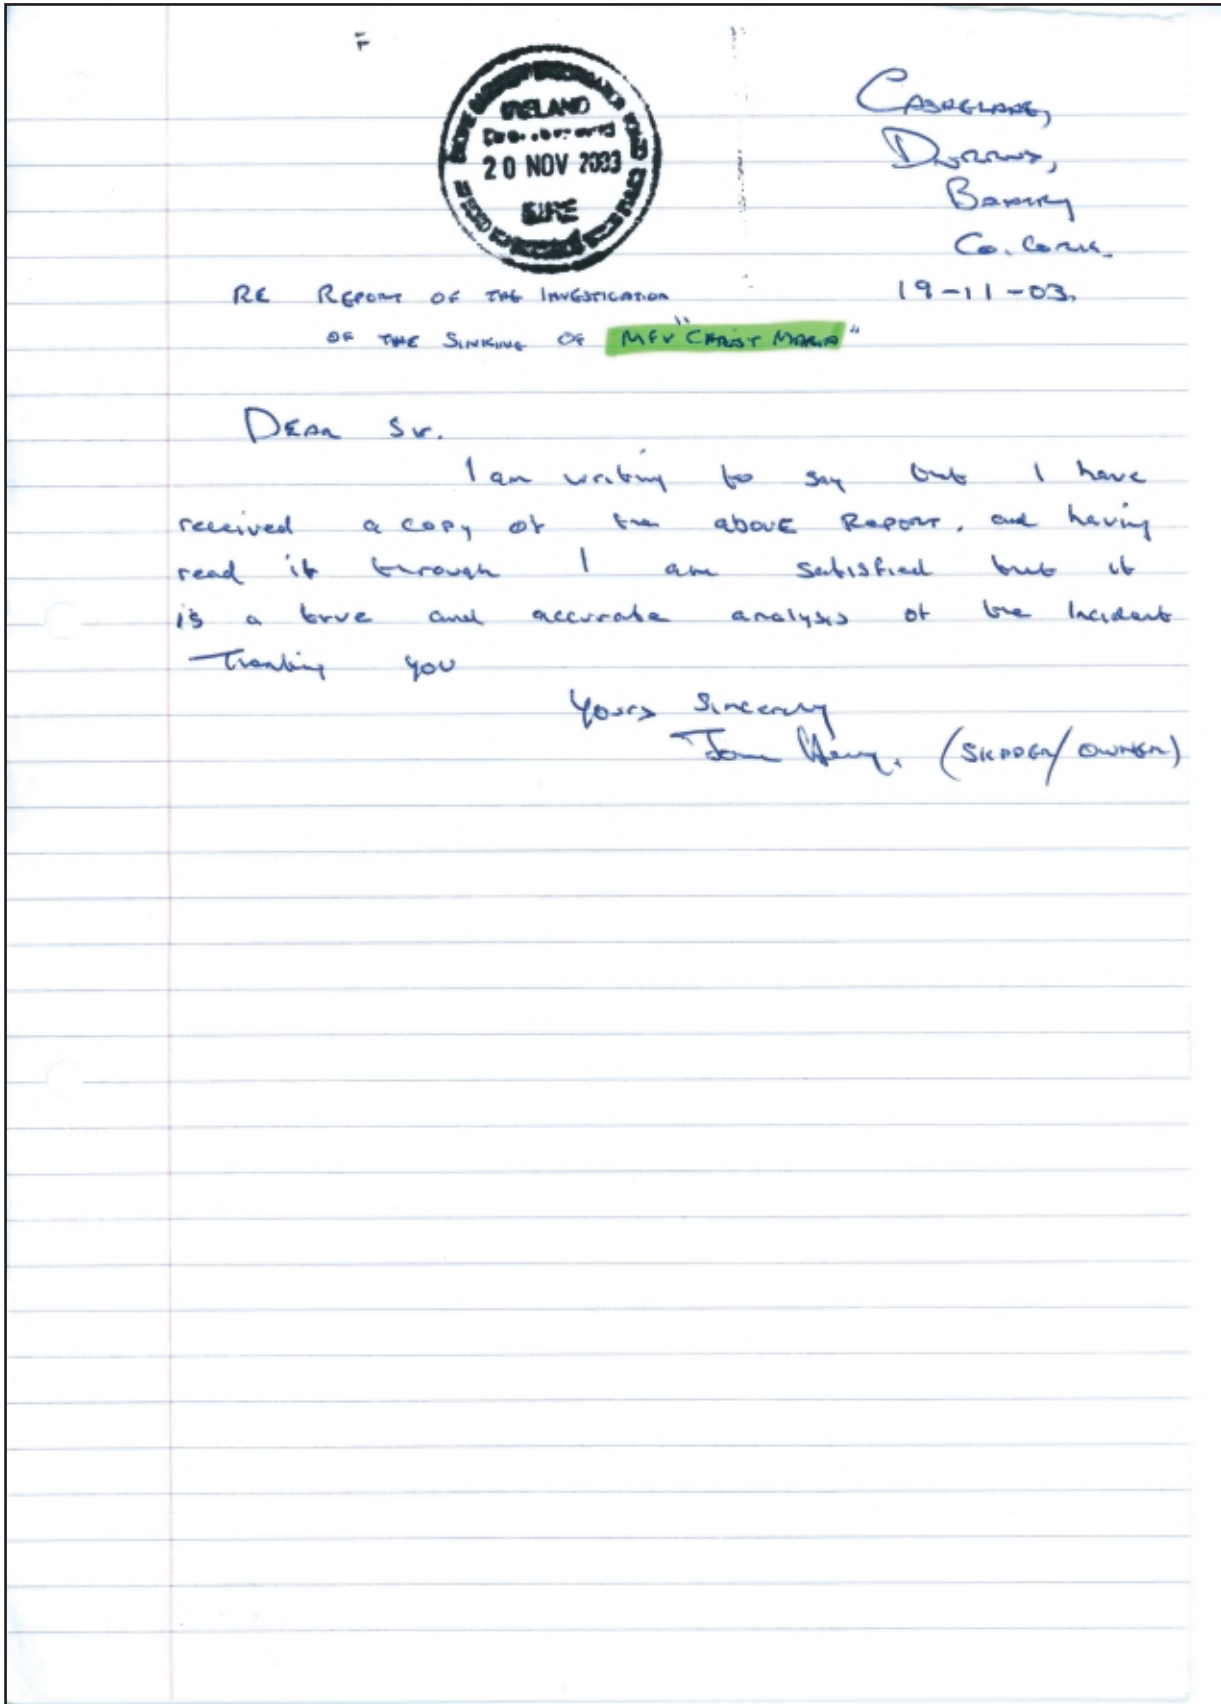 IRELAND
20 NOV 2003
EIRE
Durrus,
Bantry
Co. Cork.
19-11-03.
RE REPORT OF THE INVESTIGATION
OF THE SINKING OF MFV "CHRIST MARIA"
DEAR Sir.
I am writing to say that I have
received a copy of the above REPORT, and having
read it through I am satisfied that it
is a true and accurate analysis of the Incident
Thanking you
Yours Sincerely
(SKIPPER/OWNER)